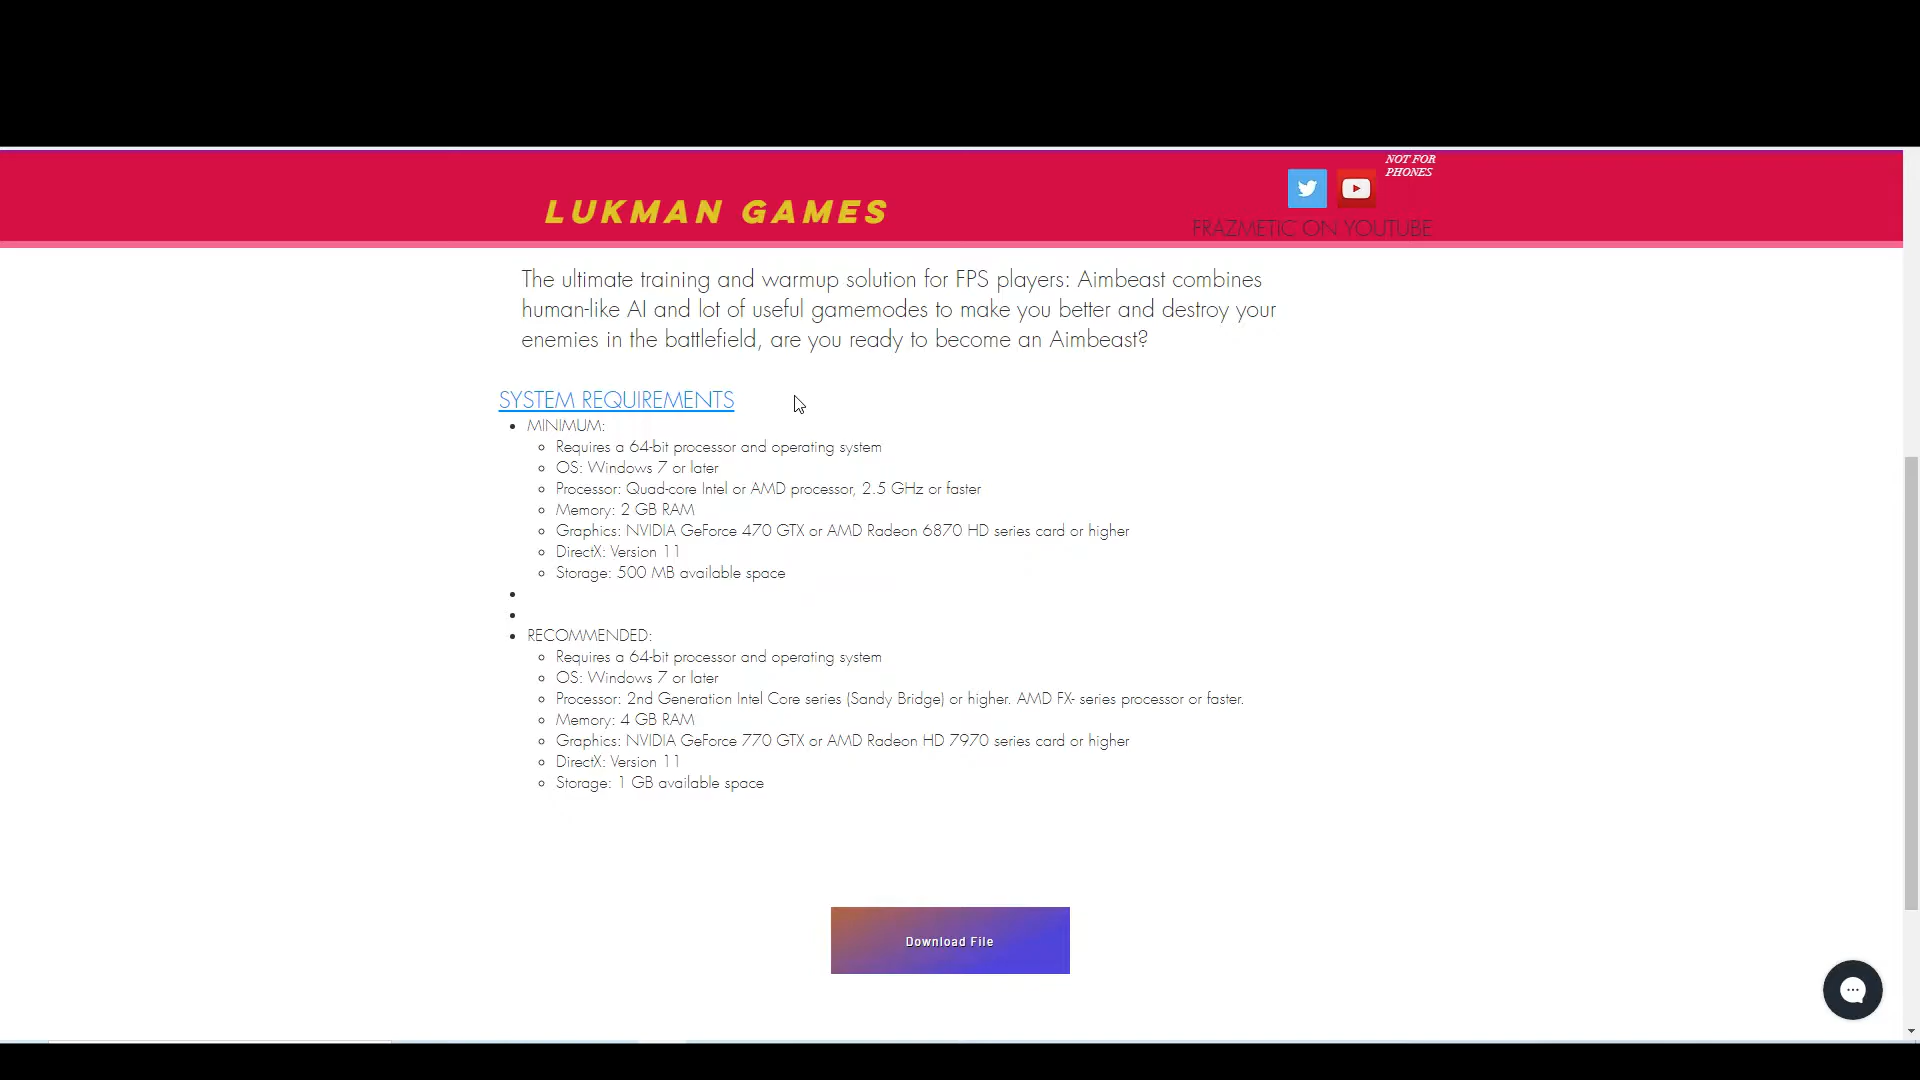 NOT FOR
PHONES
LUKMAN GAMES
FRAZMETIC ON YOUTUBE
The ultimate training and warmup solution for FPS players: Aimbeast combines
human-like AI and lot of useful gamemodes to make you better and destroy your
enemies in the battlefield, are you ready to become an Aimbeast?
SYSTEM REQUIREMENTS
MINIMUM:
Requires a 64-bit processor and operating system
OS: Windows 7 or later
Processor: Quad-core Intel or AMD processor, 2.5 GHz or faster
Memory: 2 GB RAM
Graphics: NVIDIA GeForce 470 GTX or AMD Radeon 6870 HD series card or higher
DirectX: Version 11
Storage: 500 MB available space
RECOMMENDED:
Requires a 64-bit processor and operating system
OS: Windows 7 or later
Processor: 2nd Generation Intel Core series (Sandy Bridge) or higher. AMD FX- series processor or faster.
Memory: 4 GB RAM
Graphics: NVIDIA GeForce 770 GTX or AMD Radeon HD 7970 series card or higher
DirectX: Version 11
Storage: 1 GB available space
Download File